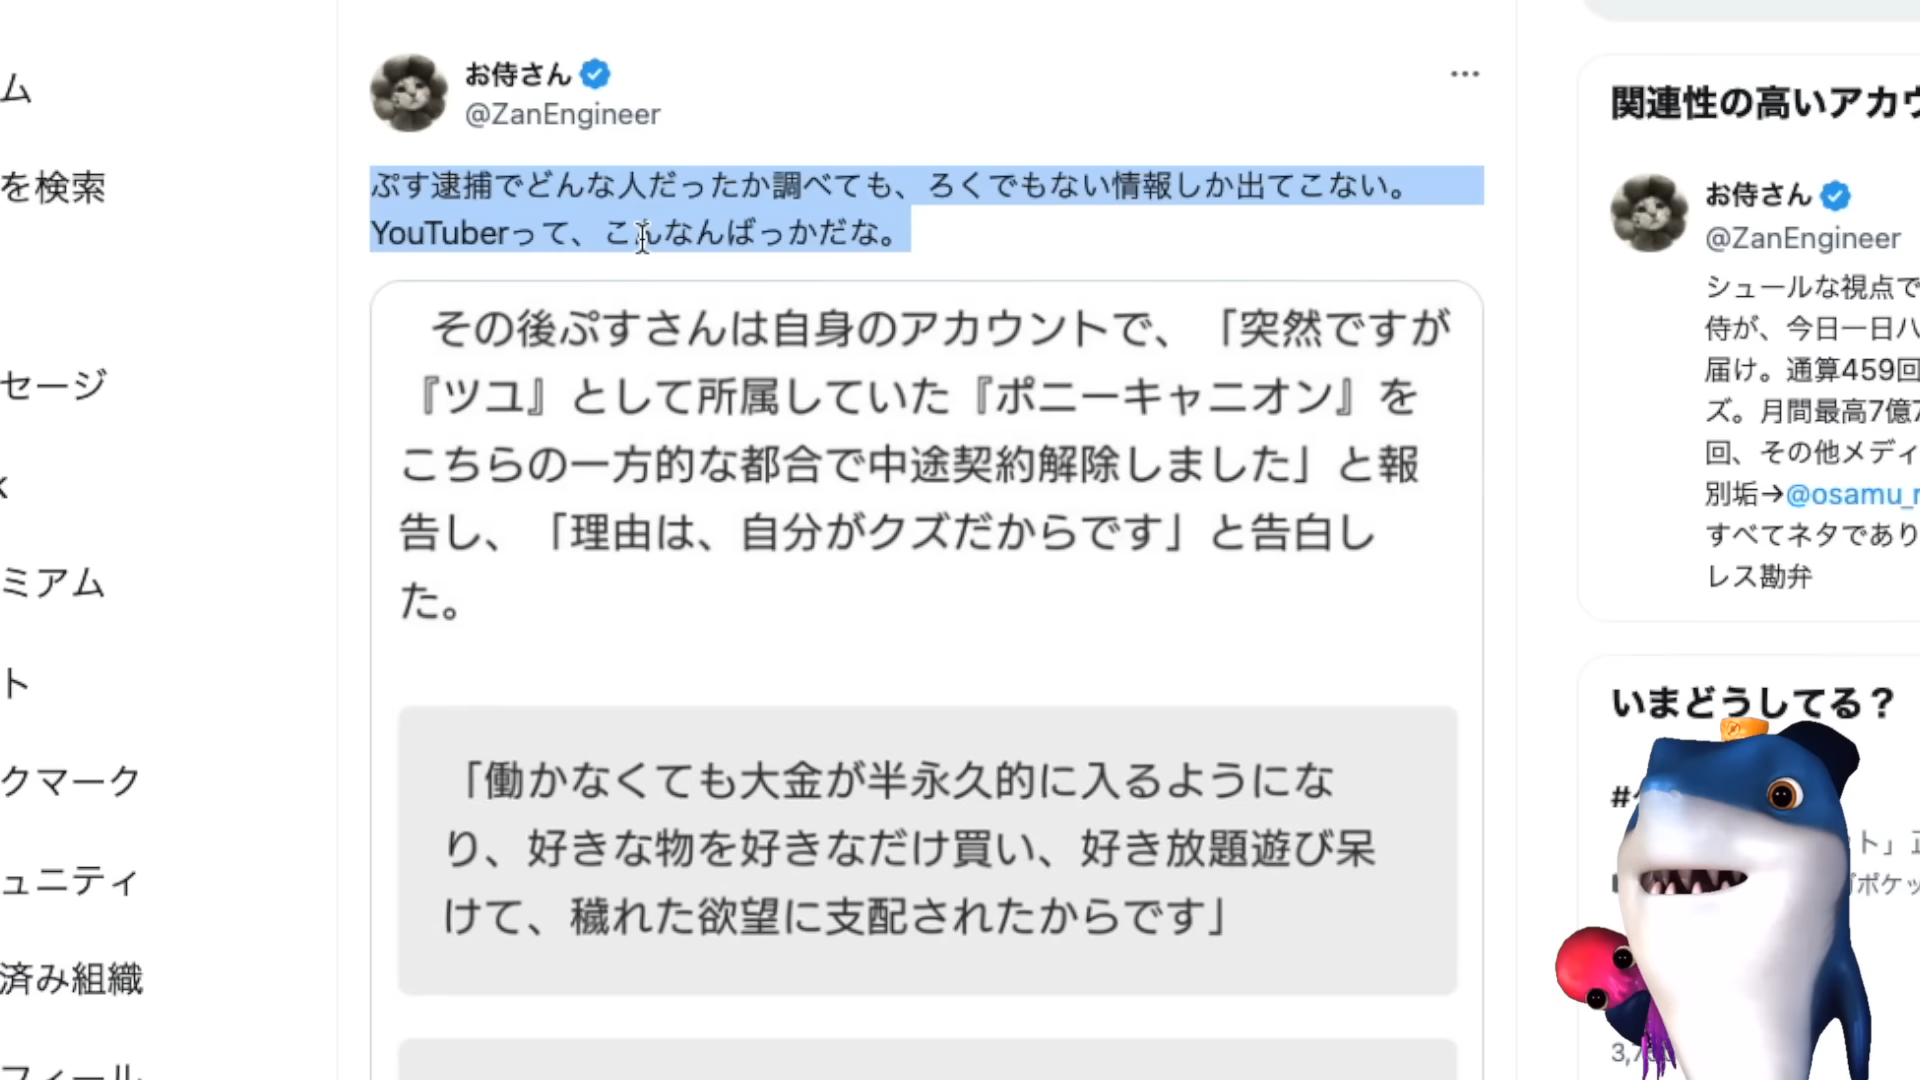 ム
を検索
セージ
ミアム
ト
クマーク
ュニティ
済み組織
フィール
お侍さん
@ZanEngineer
ぷす逮捕でどんな人だったか調べても、ろくでもない情報しか出てこない。
YouTuberって、こんなんばっかだな。
その後ぷすさんは自身のアカウントで、「突然ですが
『ツユ』として所属していた『ポニーキャニオン』を
こちらの一方的な都合で中途契約解除しました」と報
告し、「理由は、自分がクズだからです」と告白し
た。
「働かなくても大金が半永久的に入るようにな
り、好きな物を好きなだけ買い、好き放題遊び呆
けて、穢れた欲望に支配されたからです」
関連性の高いアカウ
お侍さん
@ZanEngineer
シュールな視点で
侍が、今日一日ハ
届け。通算459回
ズ。月間最高7億7
回、その他メディ
別垢→@osamu_r
すべてネタであり
レス勘弁
いまどうしてる？